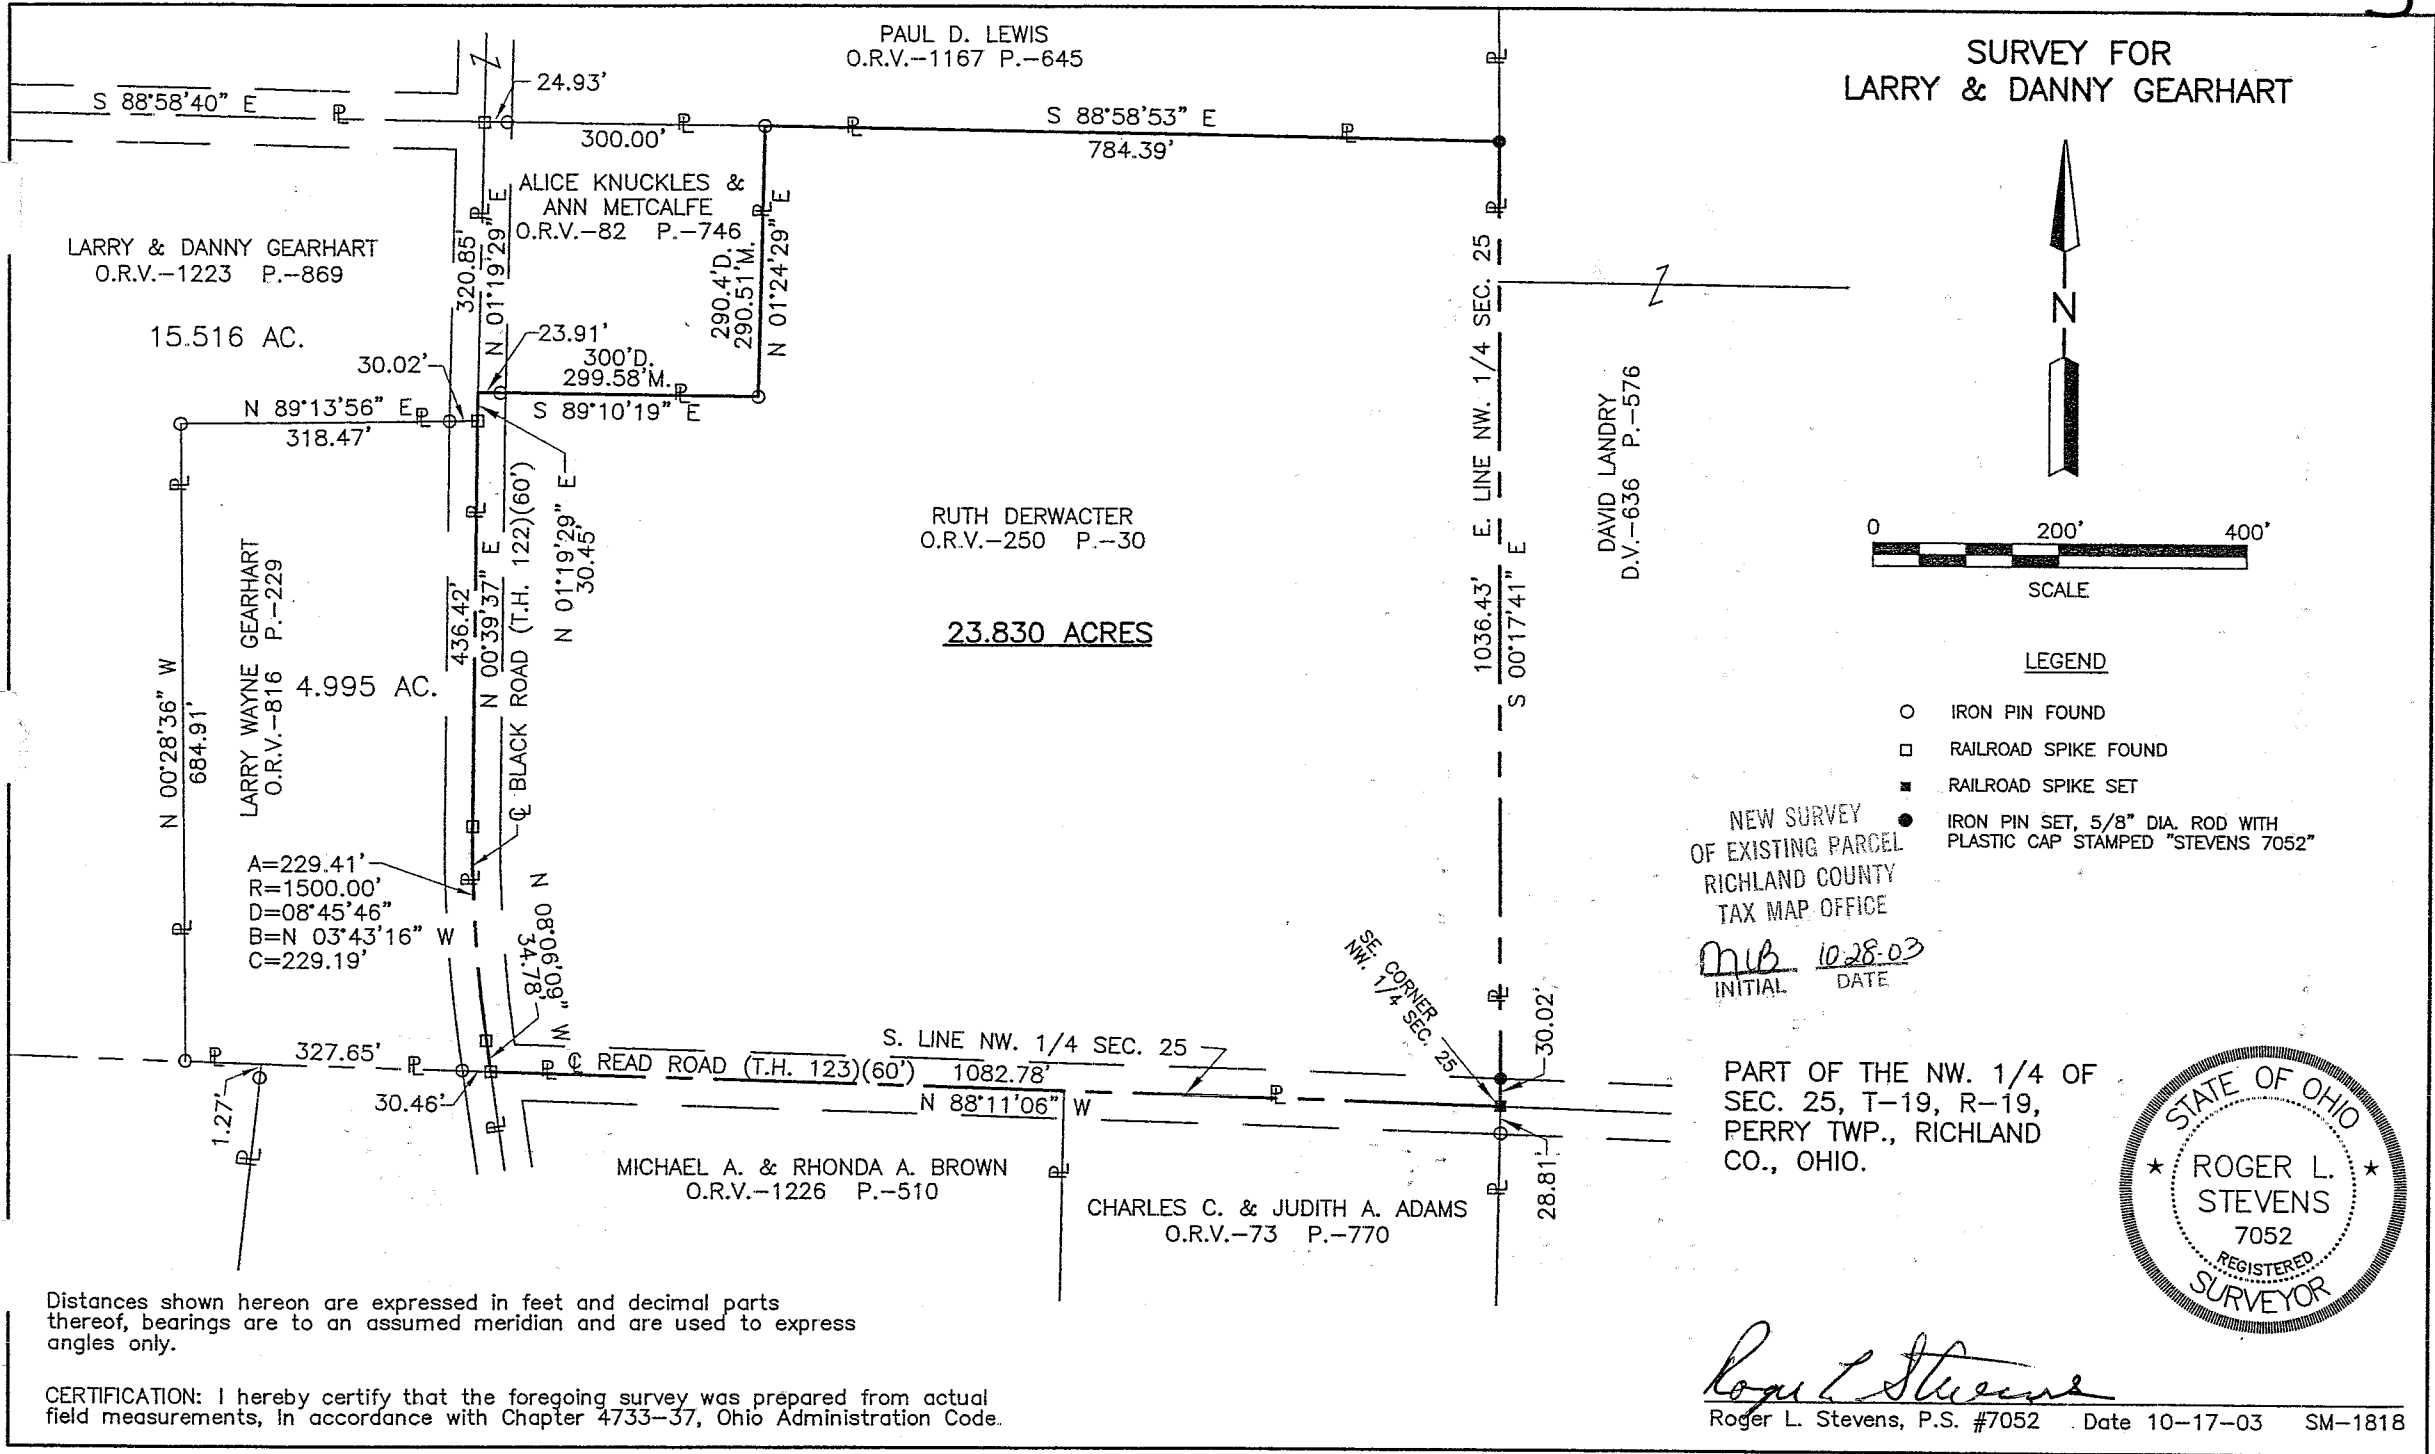 SURVEY FOR
LARRY & DANNY GEARHART
PAUL D. LEWIS
O.R.V.-1167 P.-645
24.93'
S 88°58'40" E
300.00'
S 88°58'53" E
784.39'
ALICE KNUCKLES &
ANN METCALFE
O.R.V.-82 P.-746
LARRY & DANNY GEARHART
O.R.V.-1223 P.-869
15.516 AC.
320.85'
N 01°19'29" E
290.4'D.
290.51'M.
N 01°24'29" E
23.91'
300'D.
299.58'M.
S 89°10'19" E
30.02'
N 89°13'56" E
318.47'
N 01°19'29" E
30.45'
436.42'
N 00°39'37" E
℄ BLACK ROAD (T.H. 122)(60')
N 00°28'36" W
684.91'
LARRY WAYNE GEARHART
O.R.V.-816 P.-229
4.995 AC.
RUTH DERWACTER
O.R.V.-250 P.-30
23.830 ACRES
E. LINE NW. 1/4 SEC. 25
1036.43'
S 00°17'41" E
DAVID LANDRY
D.V.-636 P.-576
N
0 200' 400'
SCALE
LEGEND
IRON PIN FOUND
RAILROAD SPIKE FOUND
RAILROAD SPIKE SET
IRON PIN SET, 5/8" DIA. ROD WITH
PLASTIC CAP STAMPED "STEVENS 7052"
NEW SURVEY
OF EXISTING PARCEL
RICHLAND COUNTY
TAX MAP OFFICE
MLB 10-28-03
INITIAL DATE
A=229.41'
R=1500.00'
D=08°45'46"
B=N 03°43'16" W
C=229.19'
N 08°06'09" W
34.78'
SE. CORNER
NW. 1/4 SEC. 25
30.02'
S. LINE NW. 1/4 SEC. 25
℄ READ ROAD (T.H. 123)(60')
1082.78'
N 88°11'06" W
327.65'
30.46'
1.27'
28.81'
MICHAEL A. & RHONDA A. BROWN
O.R.V.-1226 P.-510
CHARLES C. & JUDITH A. ADAMS
O.R.V.-73 P.-770
PART OF THE NW. 1/4 OF
SEC. 25, T-19, R-19,
PERRY TWP., RICHLAND
CO., OHIO.
STATE OF OHIO
ROGER L.
STEVENS
7052
REGISTERED
SURVEYOR
Distances shown hereon are expressed in feet and decimal parts
thereof, bearings are to an assumed meridian and are used to express
angles only.
CERTIFICATION: I hereby certify that the foregoing survey was prepared from actual
field measurements, in accordance with Chapter 4733-37, Ohio Administration Code.
Roger L Stevens
Roger L. Stevens, P.S. #7052 Date 10-17-03 SM-1818